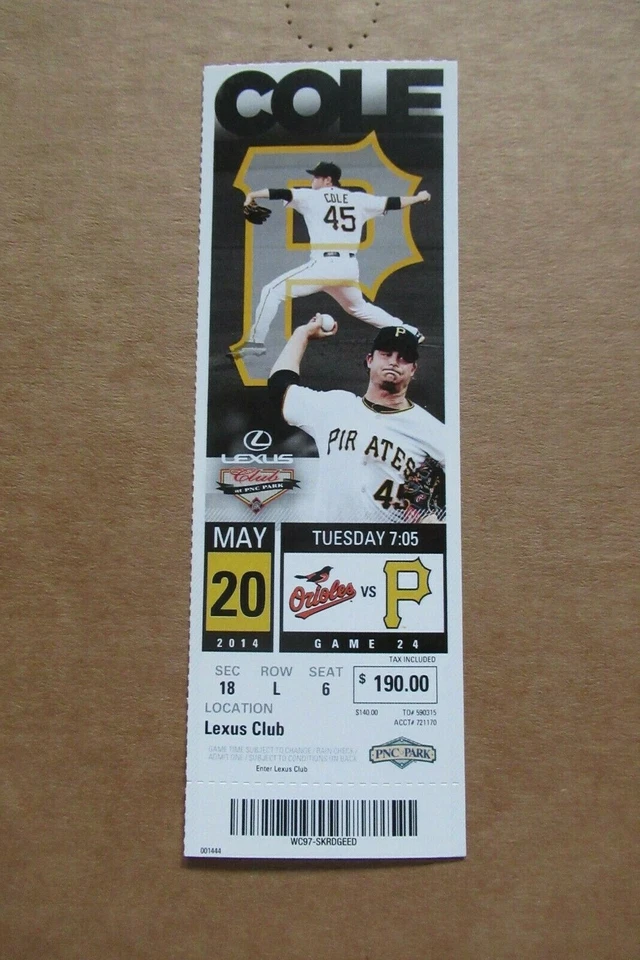 COLE
COLE
45
P
PIRATES
45
LEXUS
Club
AT PNC PARK
MAY
20
2014
TUESDAY 7:05
Orioles VS P
GAME 24
TAX INCLUDED
SEC ROW SEAT
18 L 6
$ 190.00
LOCATION
Lexus Club
$140.00 TO# 590315
ACCT# 721170
GAME TIME SUBJECT TO CHANGE / RAIN CHECK /
ADMIT ONE / SUBJECT TO CONDITIONS ON BACK
Enter Lexus Club
PNC PARK
WC97-SKRDGEED
001444